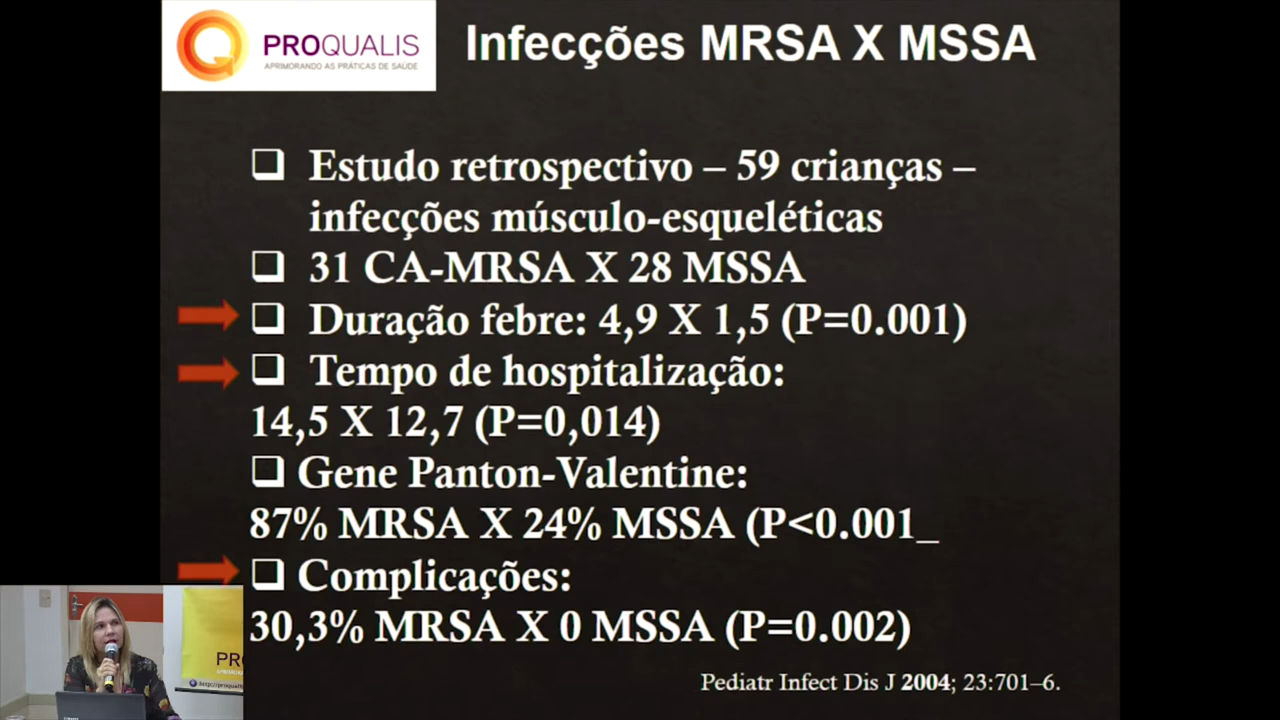 PROQUALIS
APRIMORANDO AS PRÁTICAS DE SAÚDE
Infecções MRSA X MSSA
❑ Estudo retrospectivo – 59 crianças –
infecções músculo-esqueléticas
❑ 31 CA-MRSA X 28 MSSA
❑ Duração febre: 4,9 X 1,5 (P=0.001)
❑ Tempo de hospitalização:
14,5 X 12,7 (P=0,014)
❑ Gene Panton-Valentine:
87% MRSA X 24% MSSA (P<0.001_
❑ Complicações:
30,3% MRSA X 0 MSSA (P=0.002)
Pediatr Infect Dis J 2004; 23:701–6.
PR